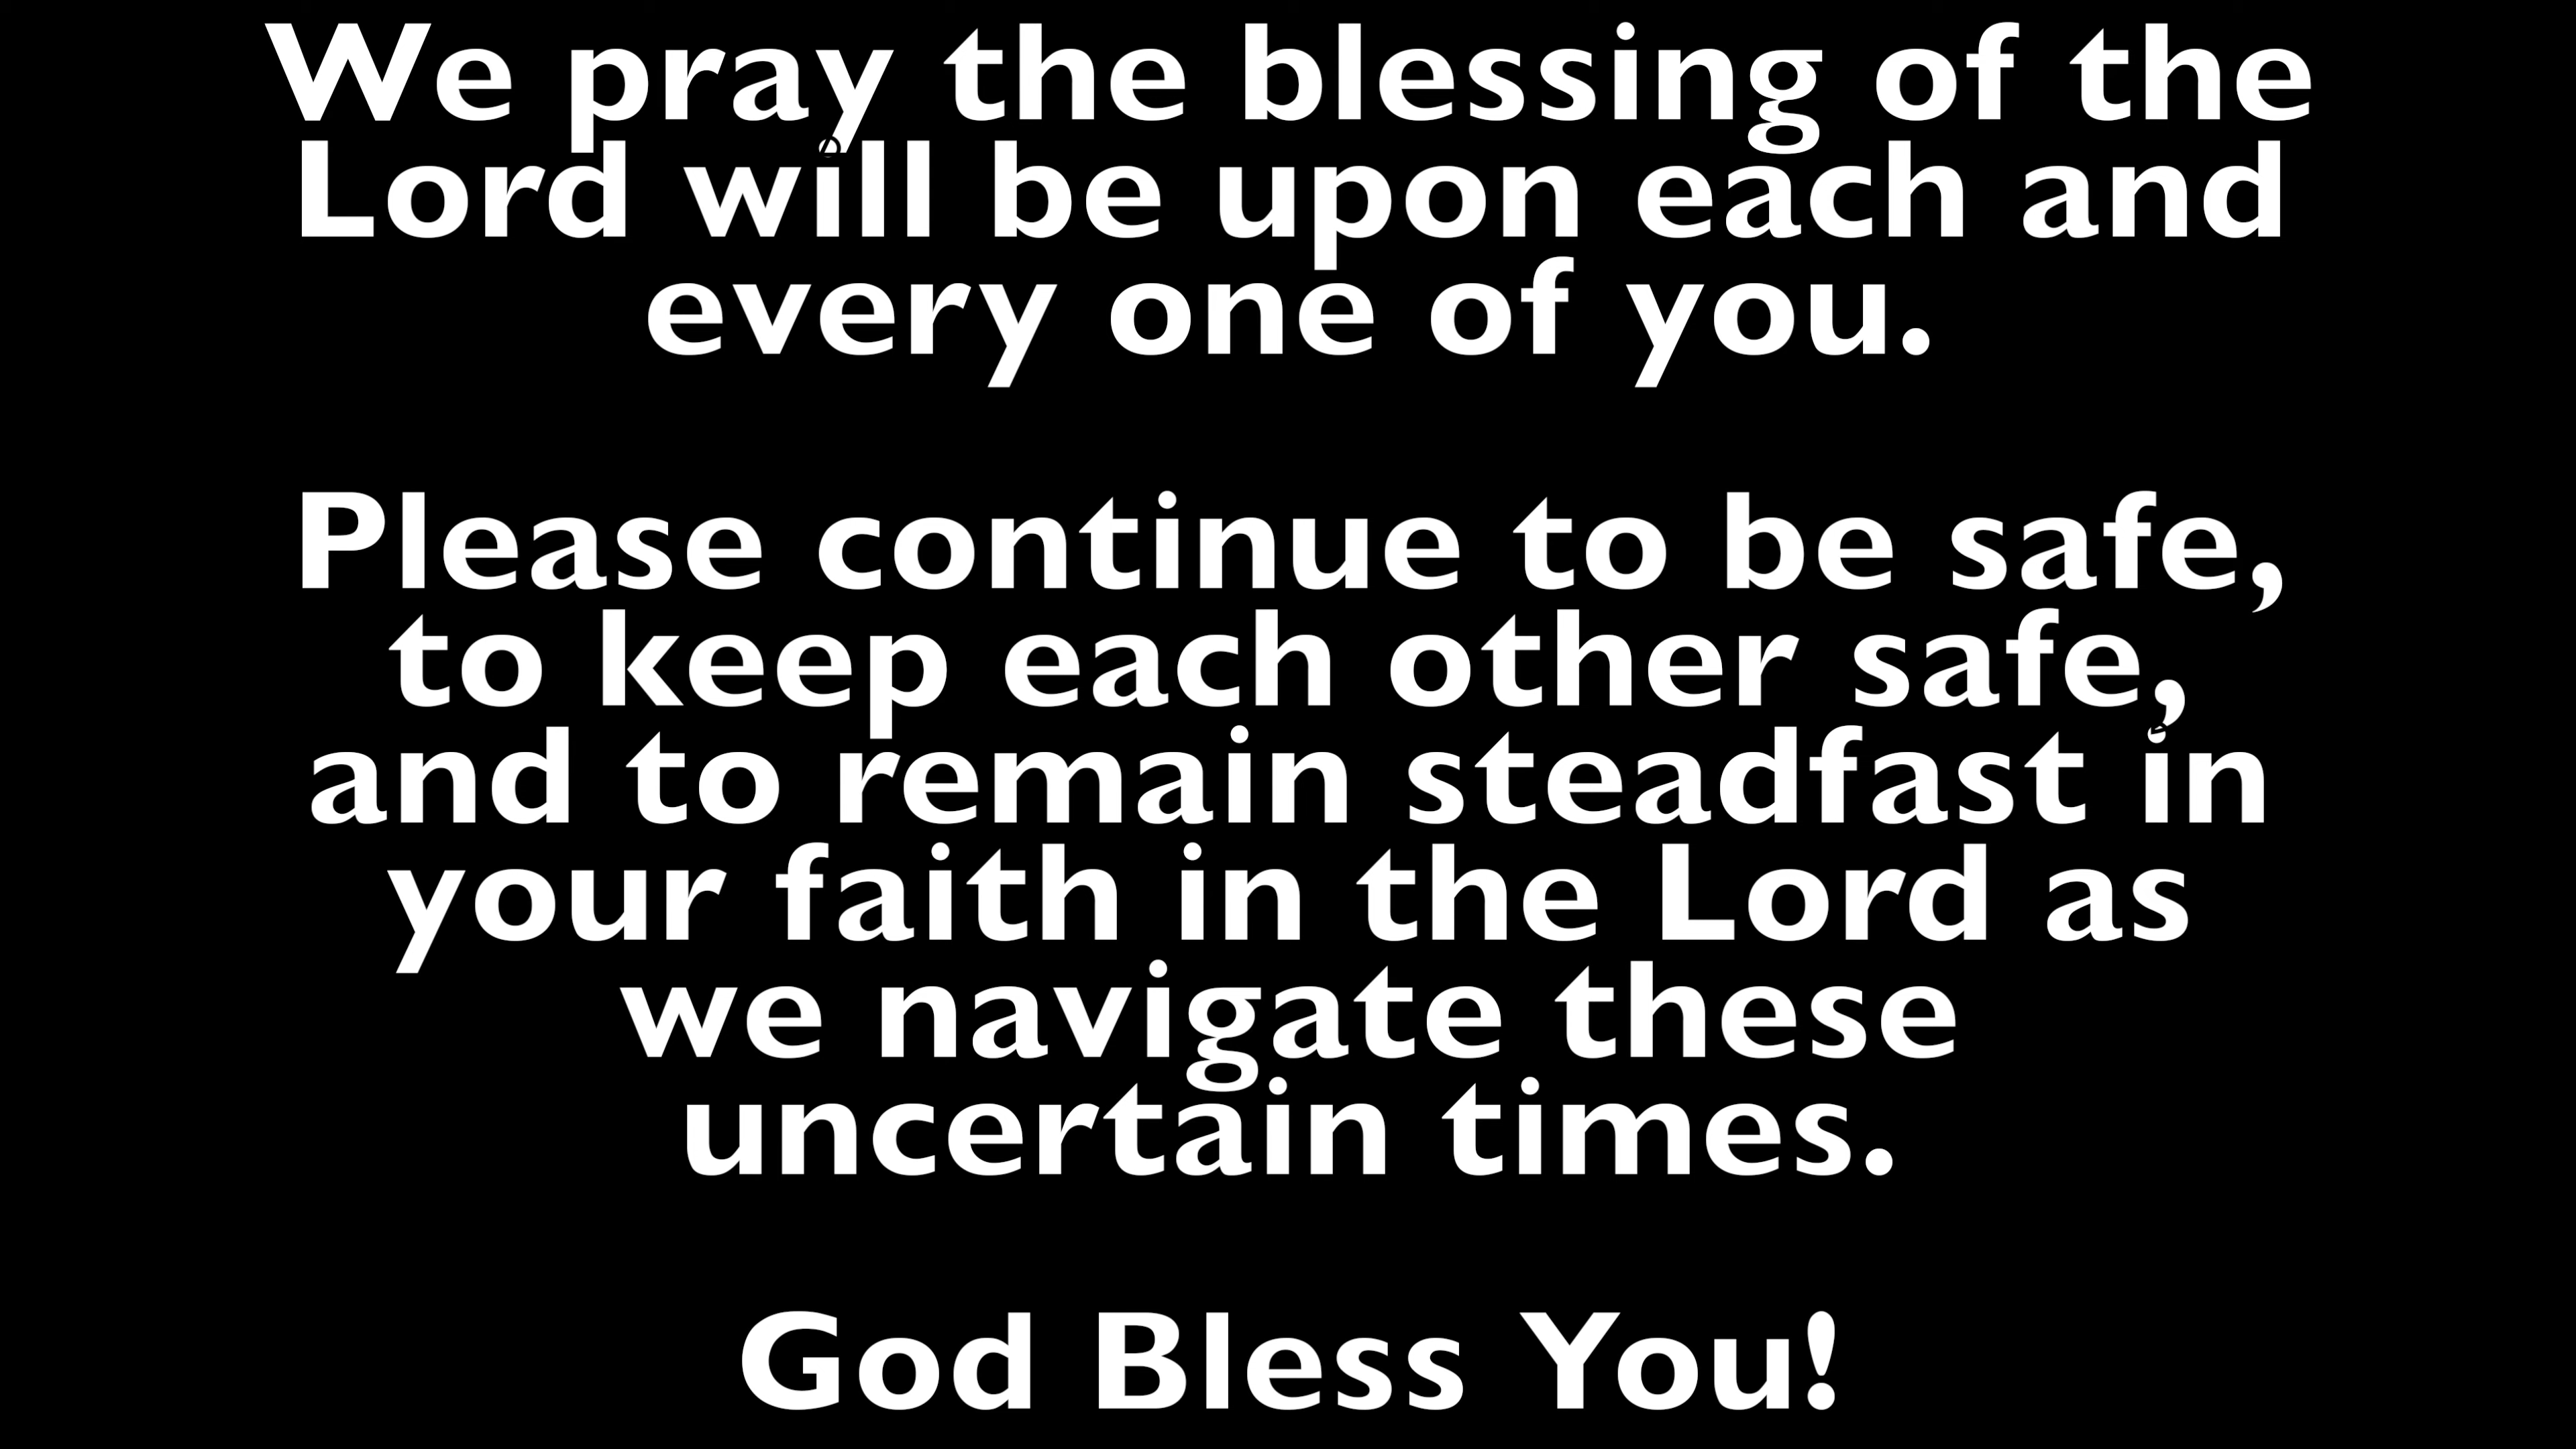 We pray the blessing of the
Lord will be upon each and
every one of you.
Please continue to be safe,
to keep each other safe,
and to remain steadfast in
your faith in the Lord as
we navigate these
uncertain times.
God Bless You!